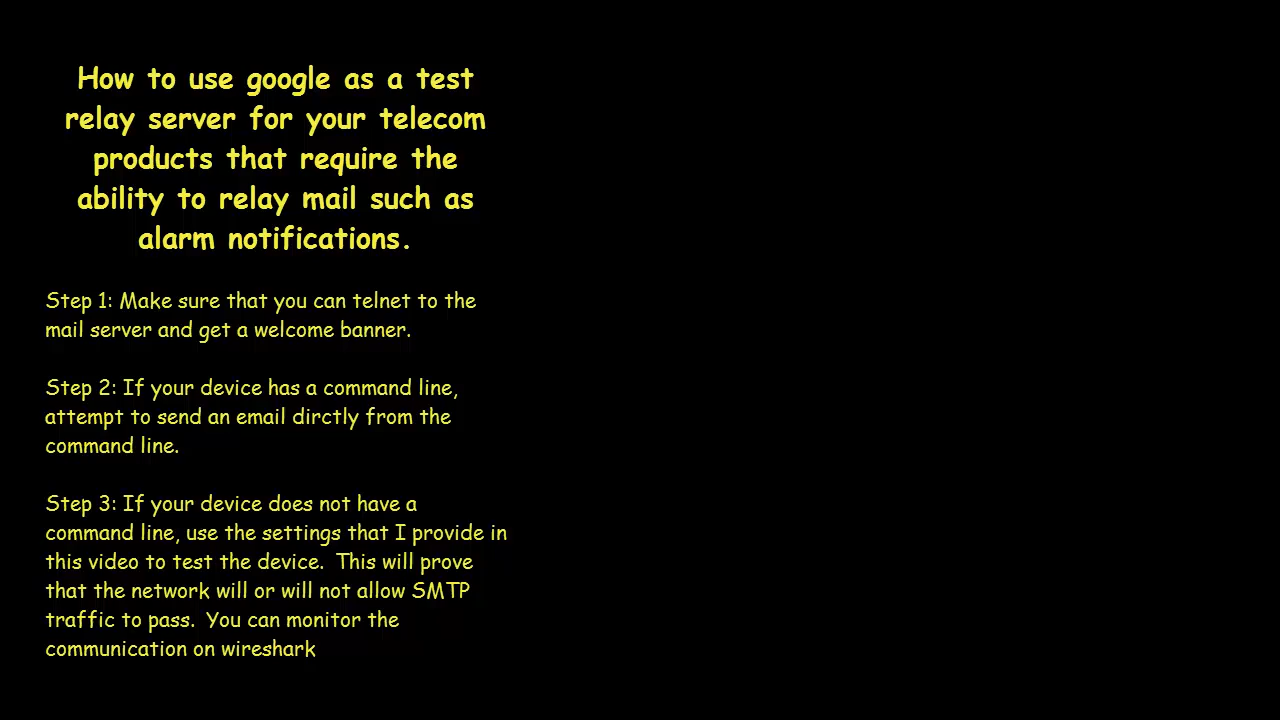 How to use google as a test
relay server for your telecom
products that require the
ability to relay mail such as
alarm notifications.
Step 1: Make sure that you can telnet to the
mail server and get a welcome banner.
Step 2: If your device has a command line,
attempt to send an email dirctly from the
command line.
Step 3: If your device does not have a
command line, use the settings that I provide in
this video to test the device.  This will prove
that the network will or will not allow SMTP
traffic to pass.  You can monitor the
communication on wireshark